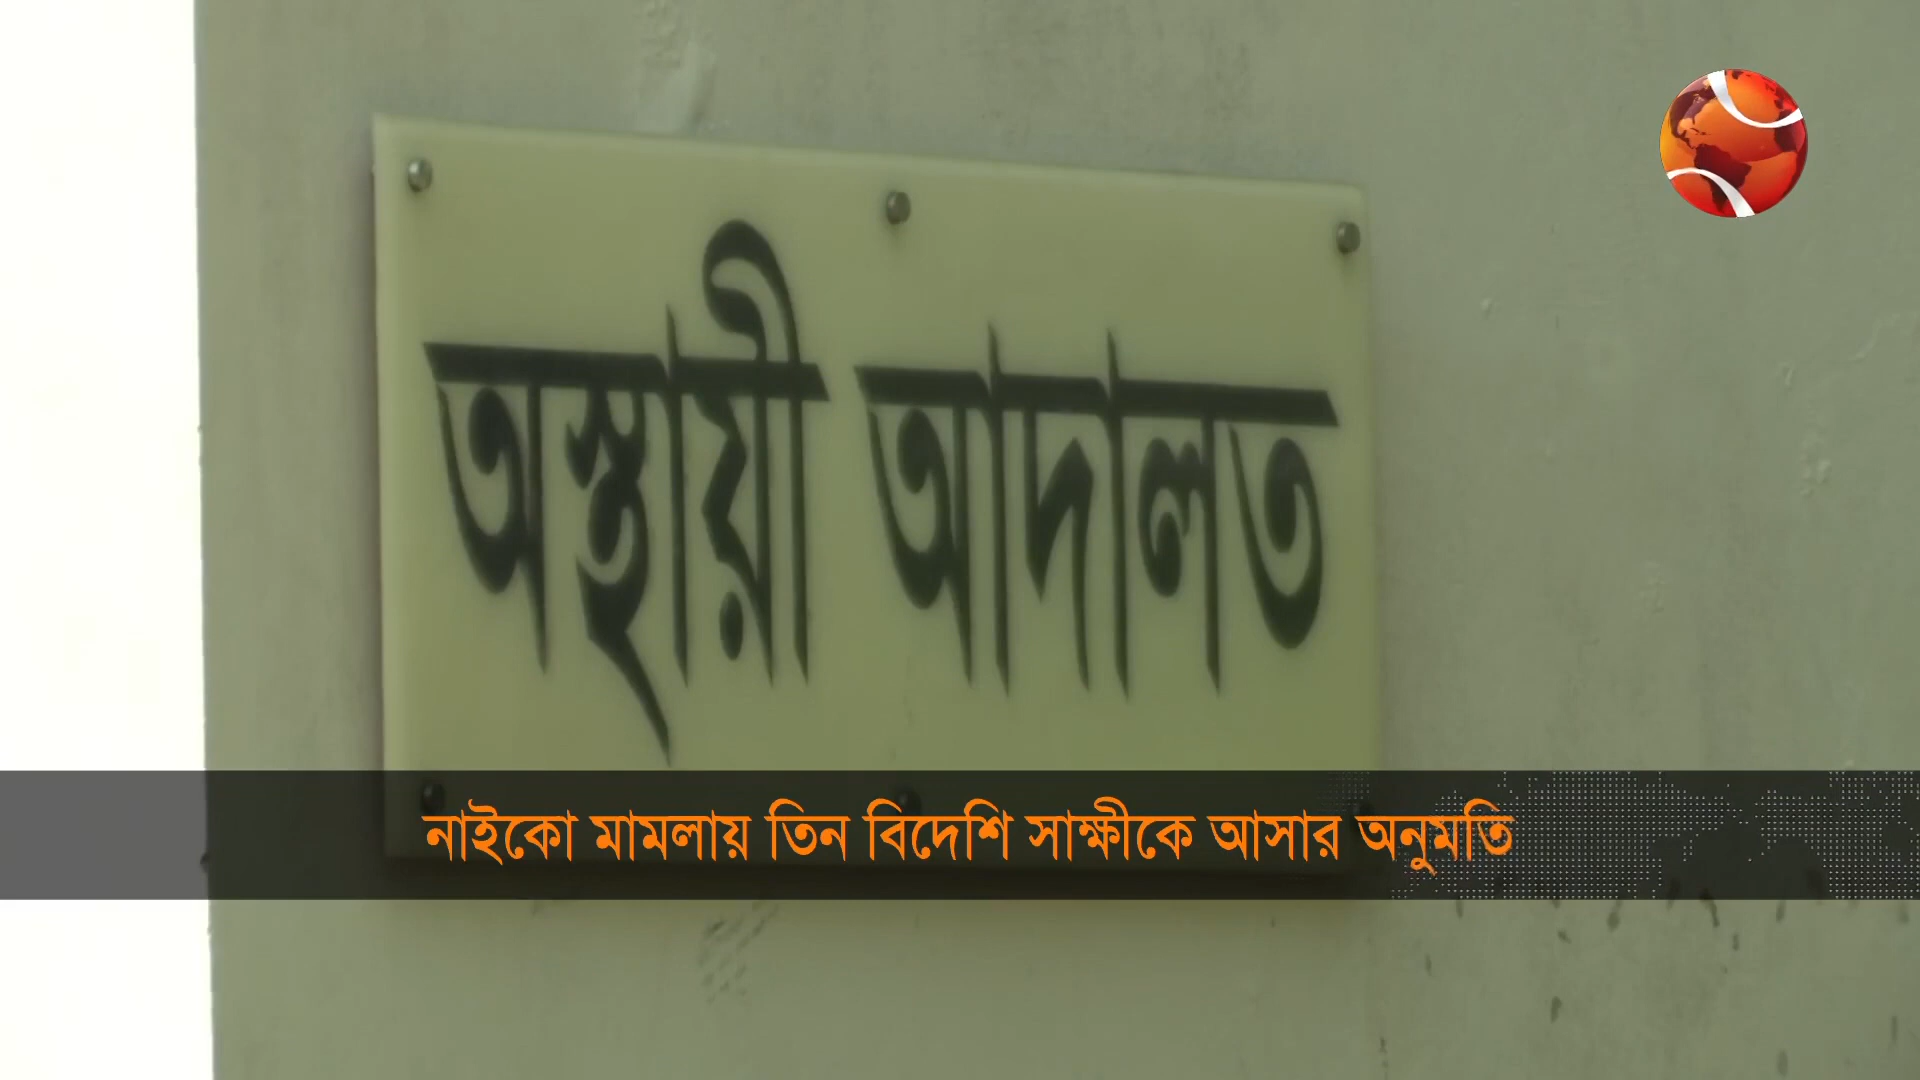 অস্থায়ী আদালত
নাইকো মামলায় তিন বিদেশি সাক্ষীকে আসার অনুমতি